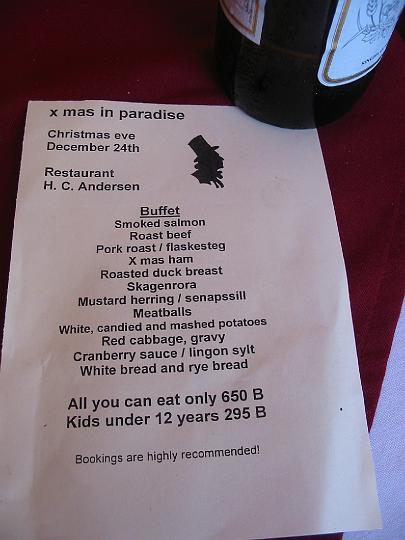 x mas in paradise
Christmas eve
December 24th
Restaurant
H. C. Andersen
Buffet
Smoked salmon
Roast beef
Pork roast / flaskesteg
X mas ham
Roasted duck breast
Skagenrora
Mustard herring / senapssill
Meatballs
White, candied and mashed potatoes
Red cabbage, gravy
Cranberry sauce / lingon sylt
White bread and rye bread
All you can eat only 650 B
Kids under 12 years 295 B
Bookings are highly recommended!